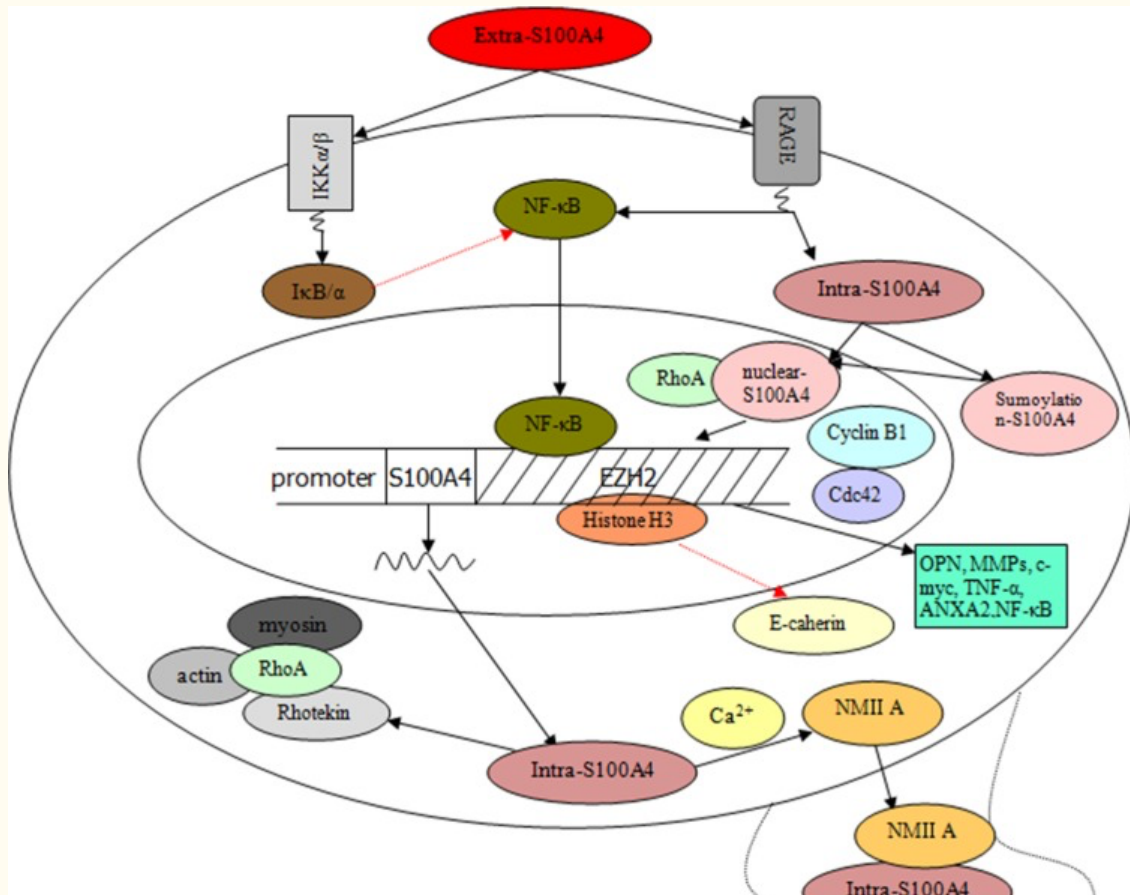 Extra-S100A4
IKKα/β
RAGE
NF-κB
IκB/α
Intra-S100A4
RhoA
nuclear-
S100A4
Sumoylatio
n-S100A4
NF-κB
Cyclin B1
promoter
S100A4
EZH2
Cdc42
Histone H3
OPN, MMPs, c-
myc, TNF-α,
ANXA2,NF-κB
E-caherin
myosin
actin
RhoA
Rhotekin
Ca²⁺
NMII A
Intra-S100A4
NMII A
Intra-S100A4